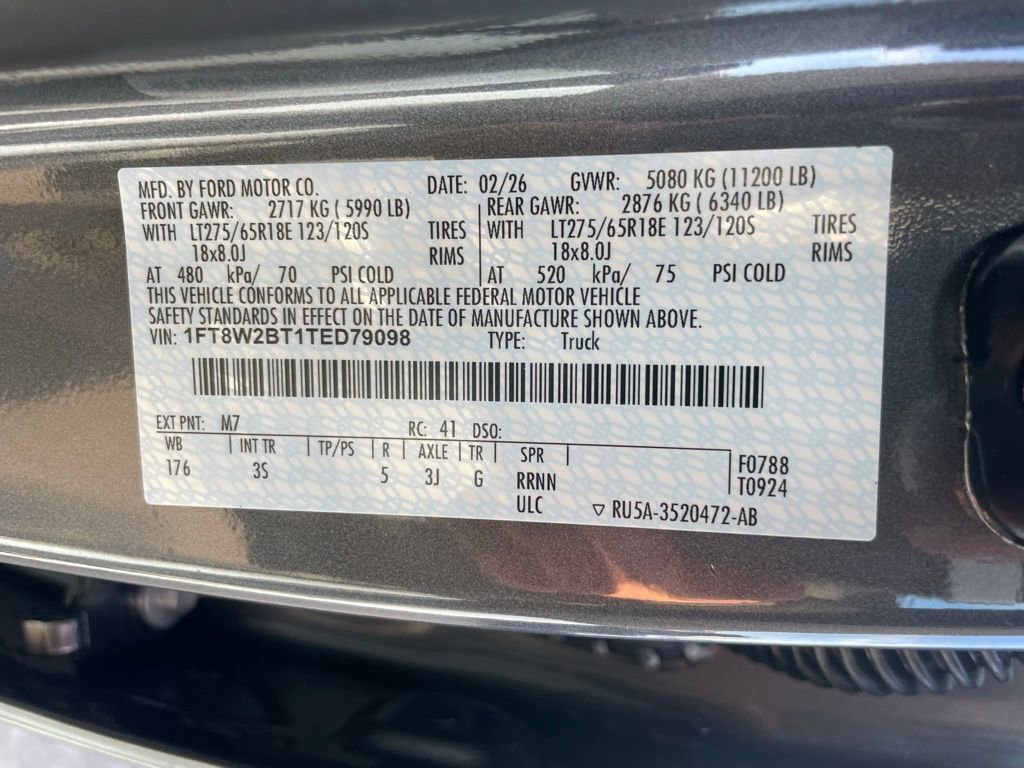 MFD. BY FORD MOTOR CO. DATE: 02/26 GVWR: 5080 KG (11200 LB)
FRONT GAWR: 2717 KG ( 5990 LB) REAR GAWR: 2876 KG ( 6340 LB)
WITH LT275/65R18E 123/120S TIRES WITH LT275/65R18E 123/120S TIRES
18x8.0J RIMS 18x8.0J RIMS
AT 480 kPa/ 70 PSI COLD AT 520 kPa/ 75 PSI COLD
THIS VEHICLE CONFORMS TO ALL APPLICABLE FEDERAL MOTOR VEHICLE
SAFETY STANDARDS IN EFFECT ON THE DATE OF MANUFACTURE SHOWN ABOVE.
VIN: 1FT8W2BT1TED79098 TYPE: Truck
EXT PNT: M7 RC: 41 DSO:
WB INT TR TP/PS R AXLE TR SPR F0788
176 3S 5 3J G RRNN T0924
ULC ▽ RU5A-3520472-AB